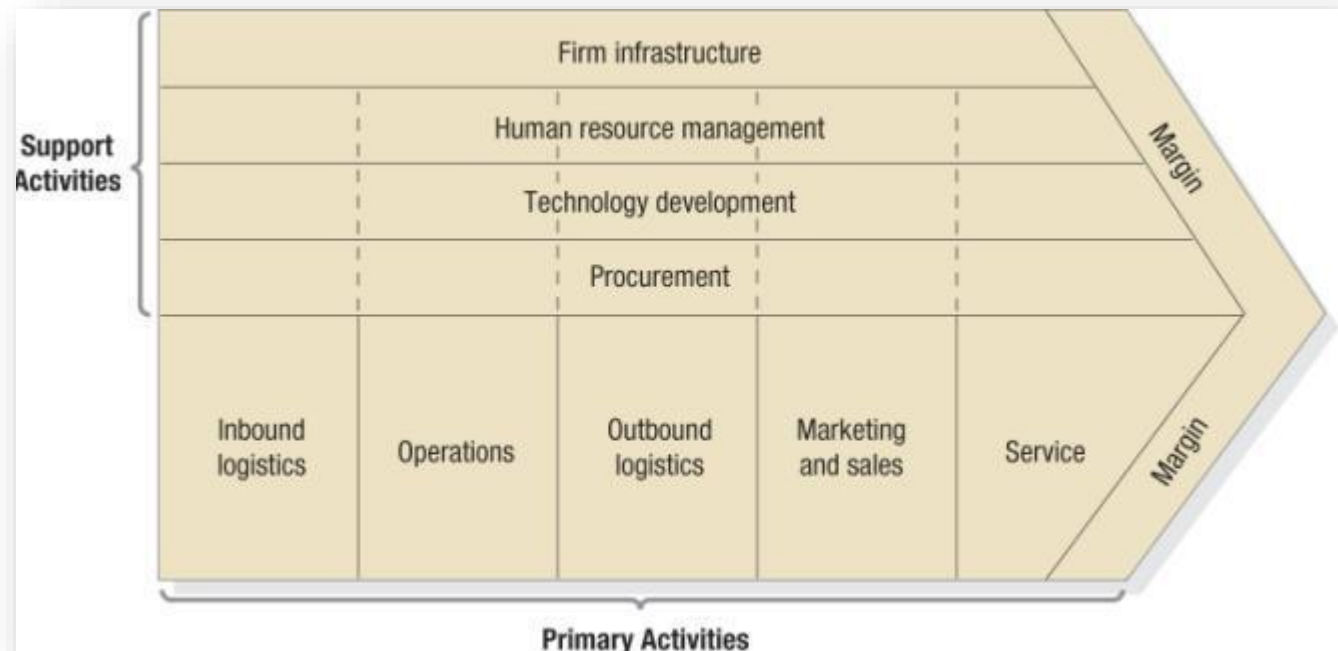 Firm infrastructure
Support
Activities
Human resource management
Technology development
Procurement
Margin
Inbound
logistics
Operations
Outbound
logistics
Marketing
and sales
Service
Margin
Primary Activities